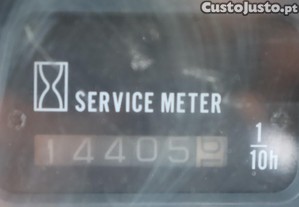 CustoJusto.pt
SERVICE METER
14405
1/10h